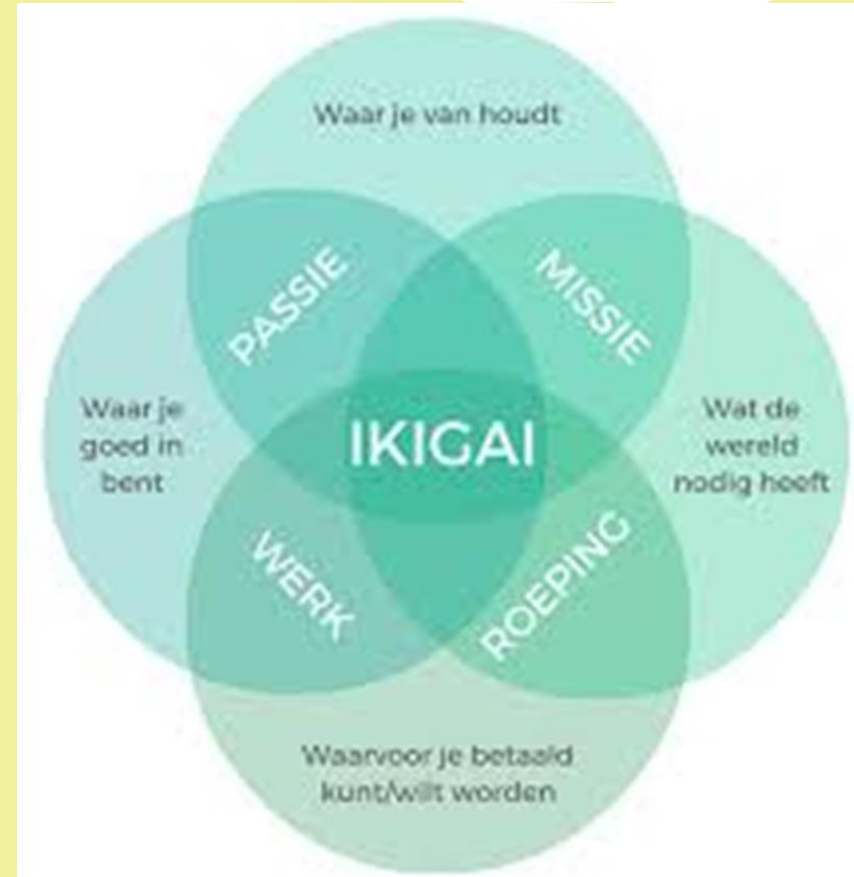 Waar je van houdt
PASSIE
MISSIE
Waar je
goed in
bent
IKIGAI
Wat de
wereld
nodig heeft
WERK
ROEPING
Waarvoor je betaald
kunt/wilt worden